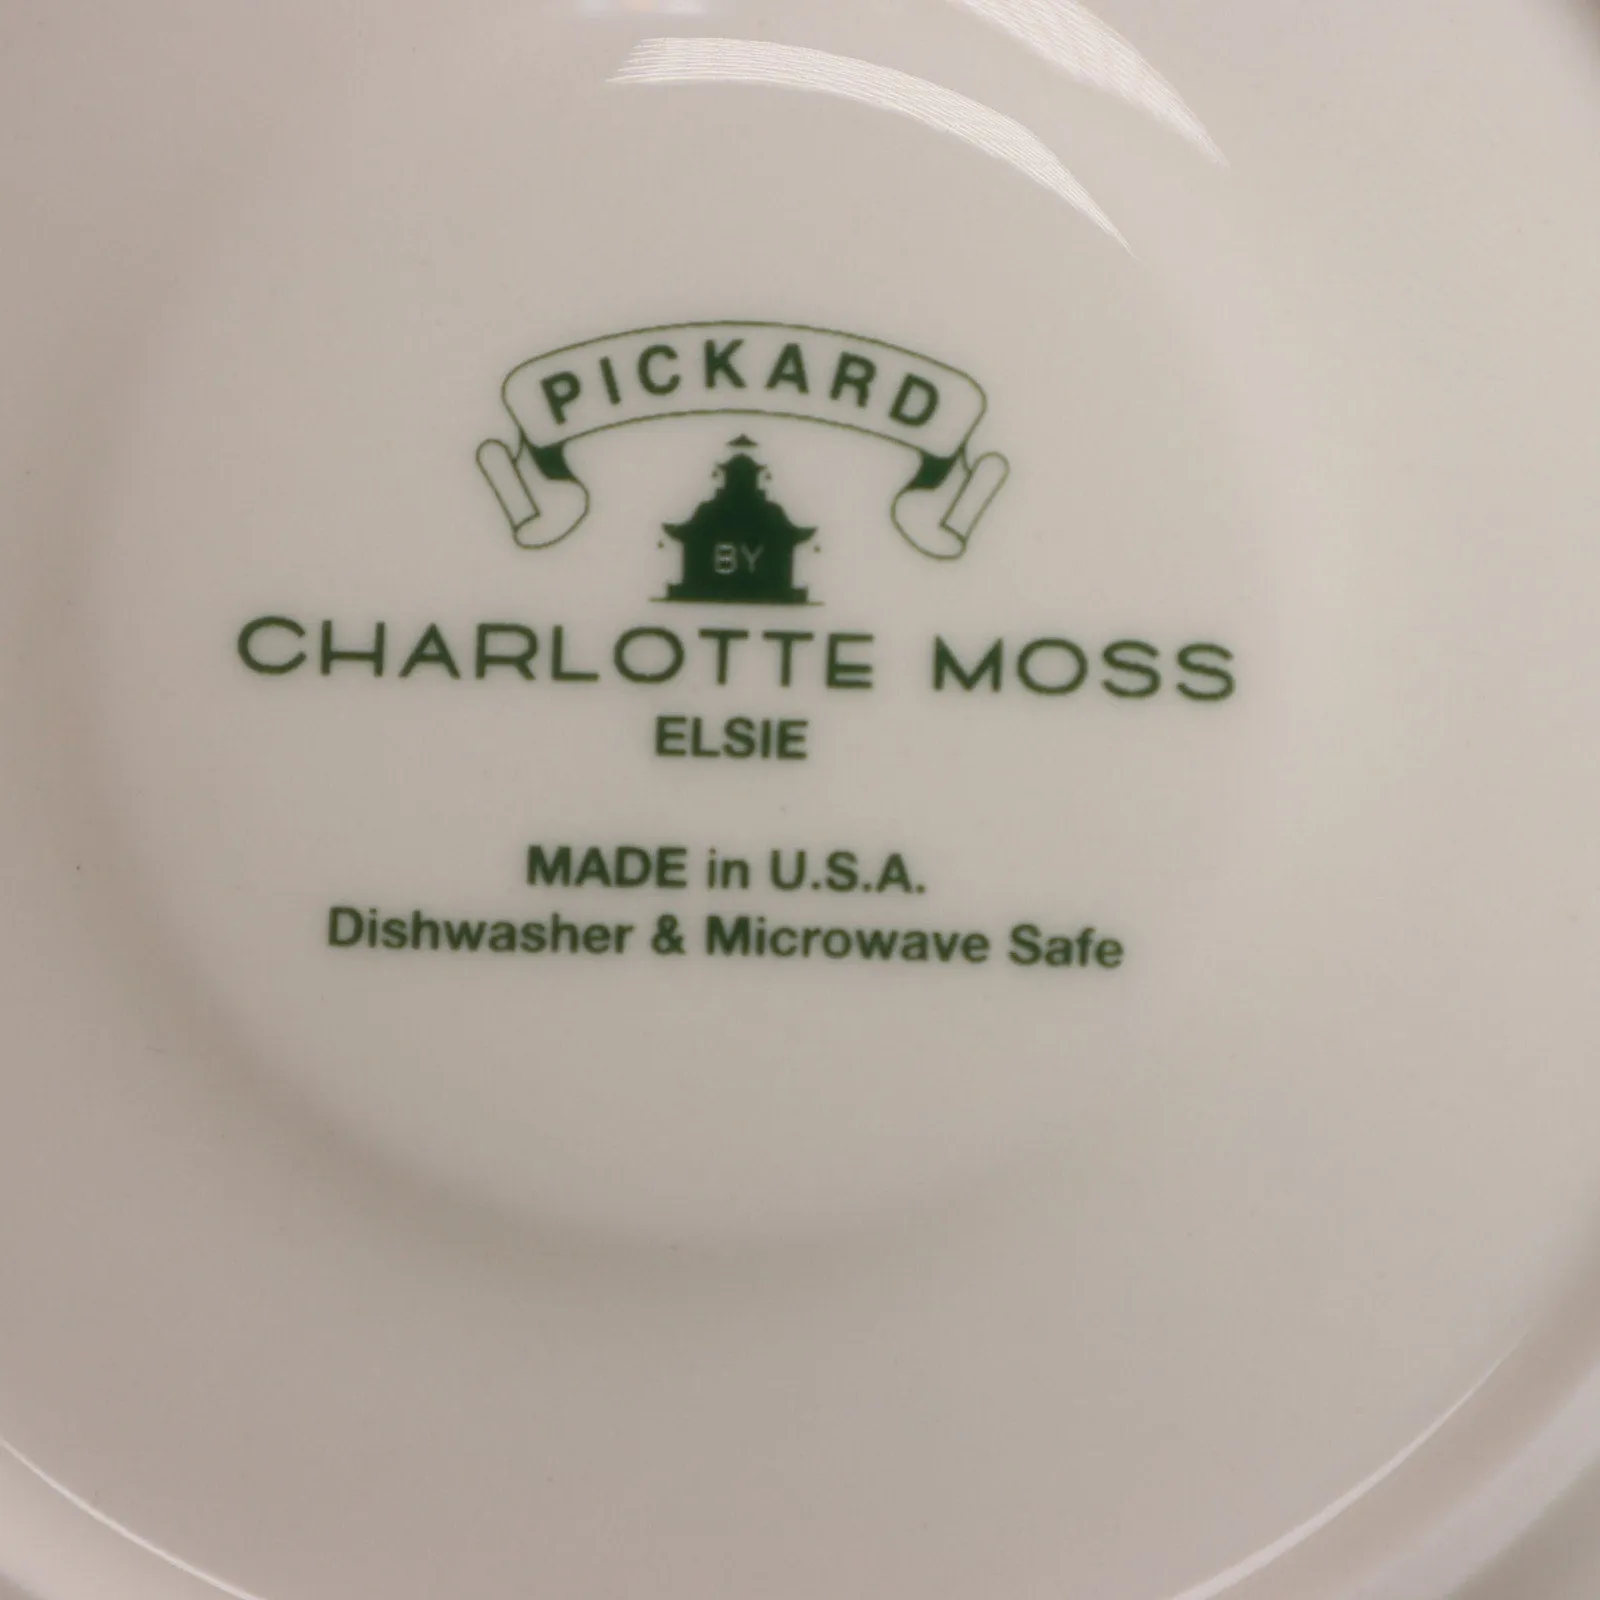 PICKARD
BY
CHARLOTTE MOSS
ELSIE
MADE in U.S.A.
Dishwasher & Microwave Safe